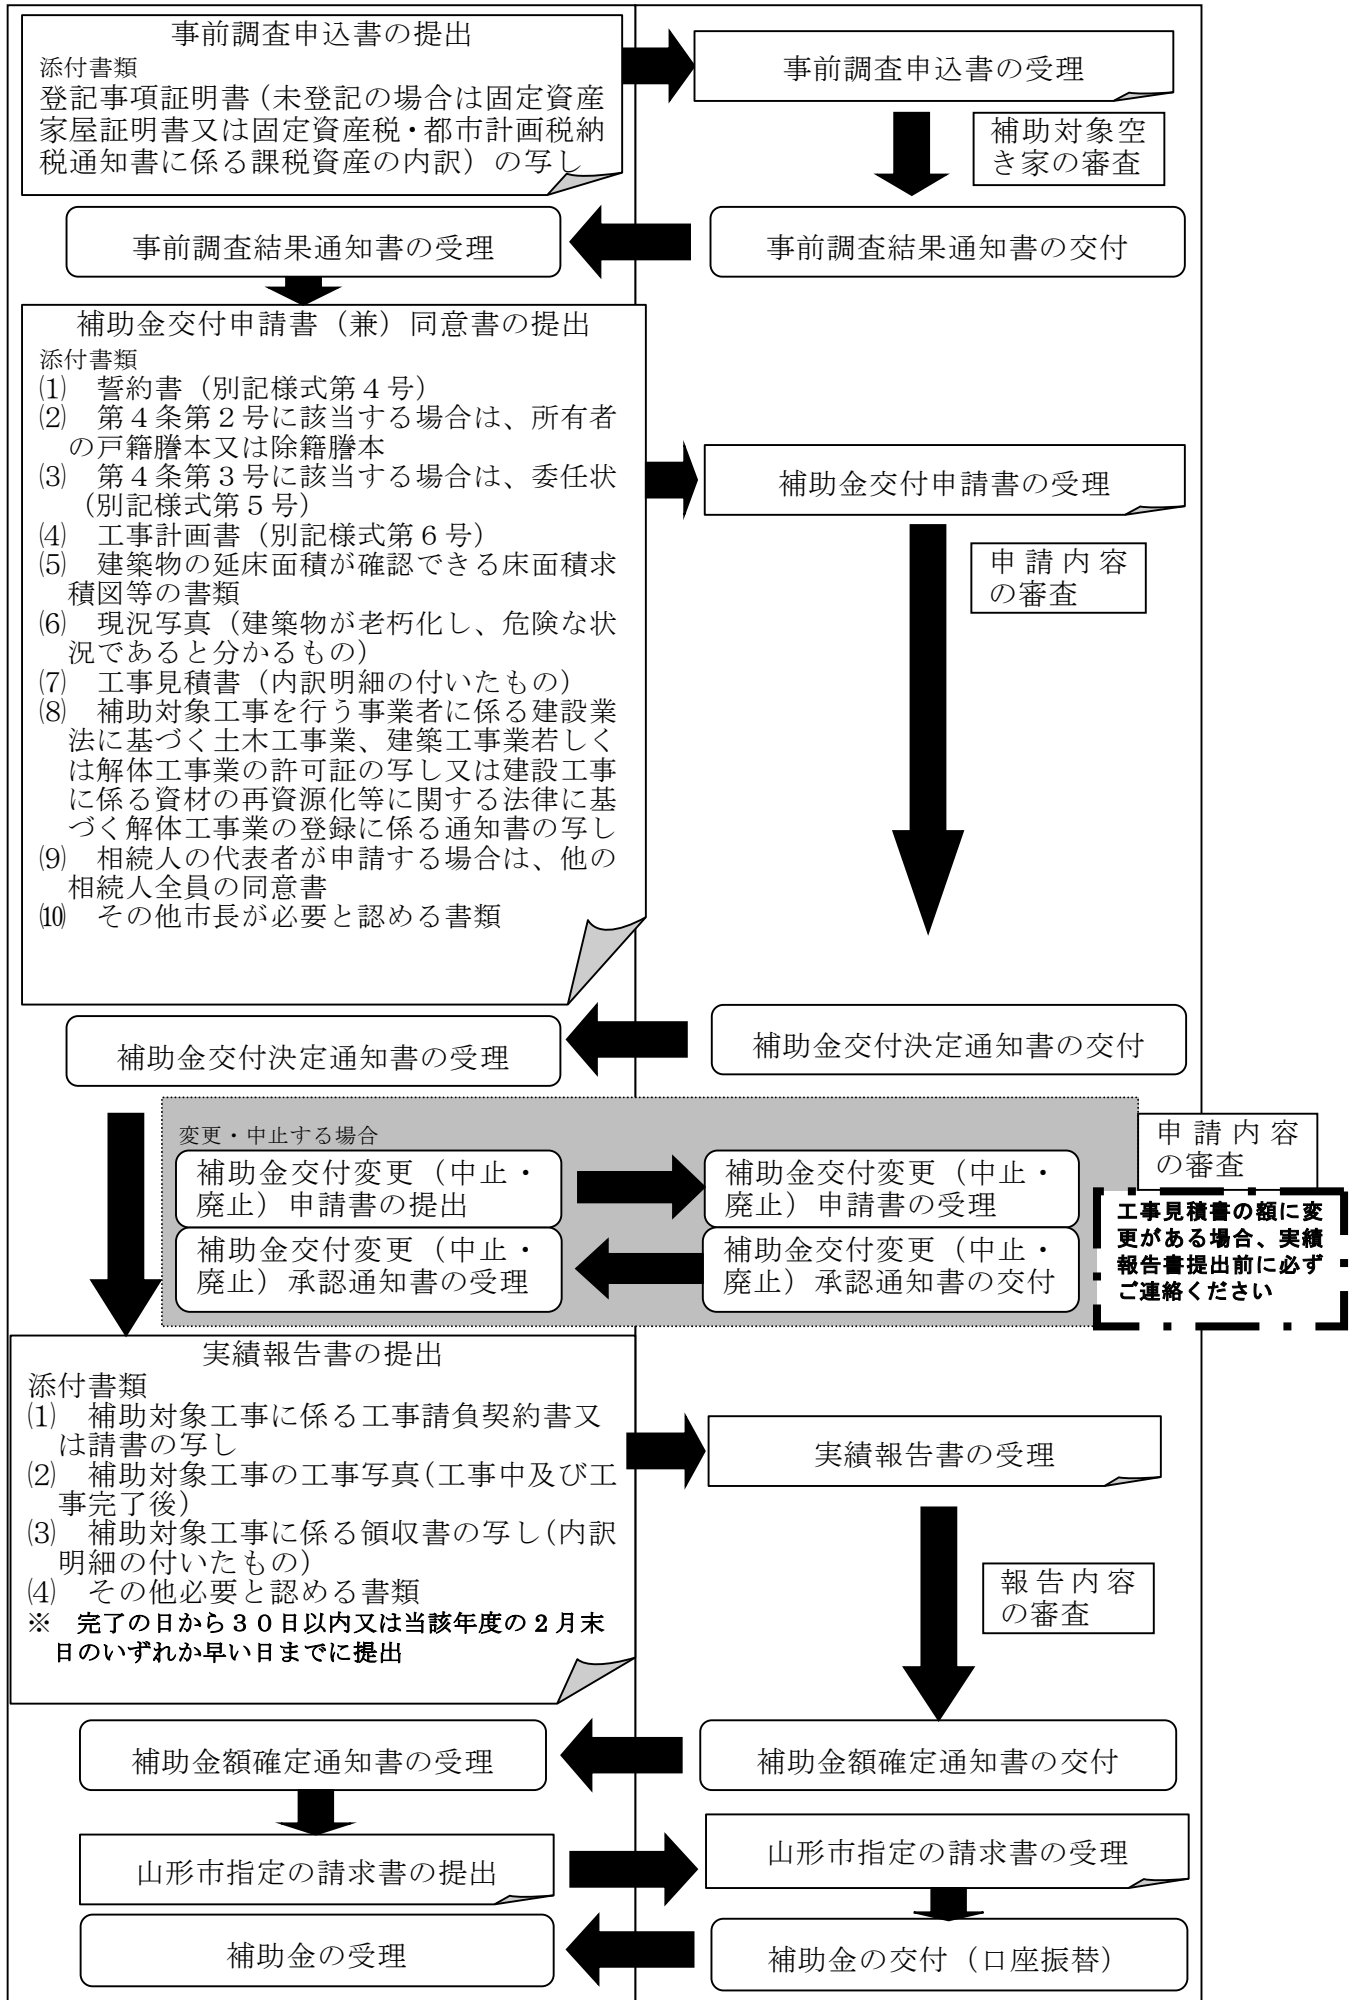 事前調査申込書の提出
添付書類
登記事項証明書（未登記の場合は固定資産
家屋証明書又は固定資産税・都市計画税納
税通知書に係る課税資産の内訳）の写し
事前調査申込書の受理
補助対象空
き家の審査
事前調査結果通知書の交付
事前調査結果通知書の受理
補助金交付申請書（兼）同意書の提出
添付書類
⑴　誓約書（別記様式第４号）
⑵　第４条第２号に該当する場合は、所有者
の戸籍謄本又は除籍謄本
⑶　第４条第３号に該当する場合は、委任状
（別記様式第５号）
⑷　工事計画書（別記様式第６号）
⑸　建築物の延床面積が確認できる床面積求
積図等の書類
⑹　現況写真（建築物が老朽化し、危険な状
況であると分かるもの）
⑺　工事見積書（内訳明細の付いたもの）
⑻　補助対象工事を行う事業者に係る建設業
法に基づく土木工事業、建築工事業若しく
は解体工事業の許可証の写し又は建設工事
に係る資材の再資源化等に関する法律に基
づく解体工事業の登録に係る通知書の写し
⑼　相続人の代表者が申請する場合は、他の
相続人全員の同意書
⑽　その他市長が必要と認める書類
補助金交付申請書の受理
申請内容
の審査
補助金交付決定通知書の交付
補助金交付決定通知書の受理
変更・中止する場合
補助金交付変更（中止・
廃止）申請書の提出
補助金交付変更（中止・
廃止）申請書の受理
申請内容
の審査
補助金交付変更（中止・
廃止）承認通知書の交付
補助金交付変更（中止・
廃止）承認通知書の受理
工事見積書の額に変
更がある場合、実績
報告書提出前に必ず
ご連絡ください
実績報告書の提出
添付書類
⑴　補助対象工事に係る工事請負契約書又
は請書の写し
⑵　補助対象工事の工事写真（工事中及び工
事完了後）
⑶　補助対象工事に係る領収書の写し（内訳
明細の付いたもの）
⑷　その他必要と認める書類
※　完了の日から３０日以内又は当該年度の２月末
日のいずれか早い日までに提出
実績報告書の受理
報告内容
の審査
補助金額確定通知書の交付
補助金額確定通知書の受理
山形市指定の請求書の提出
山形市指定の請求書の受理
補助金の交付（口座振替）
補助金の受理